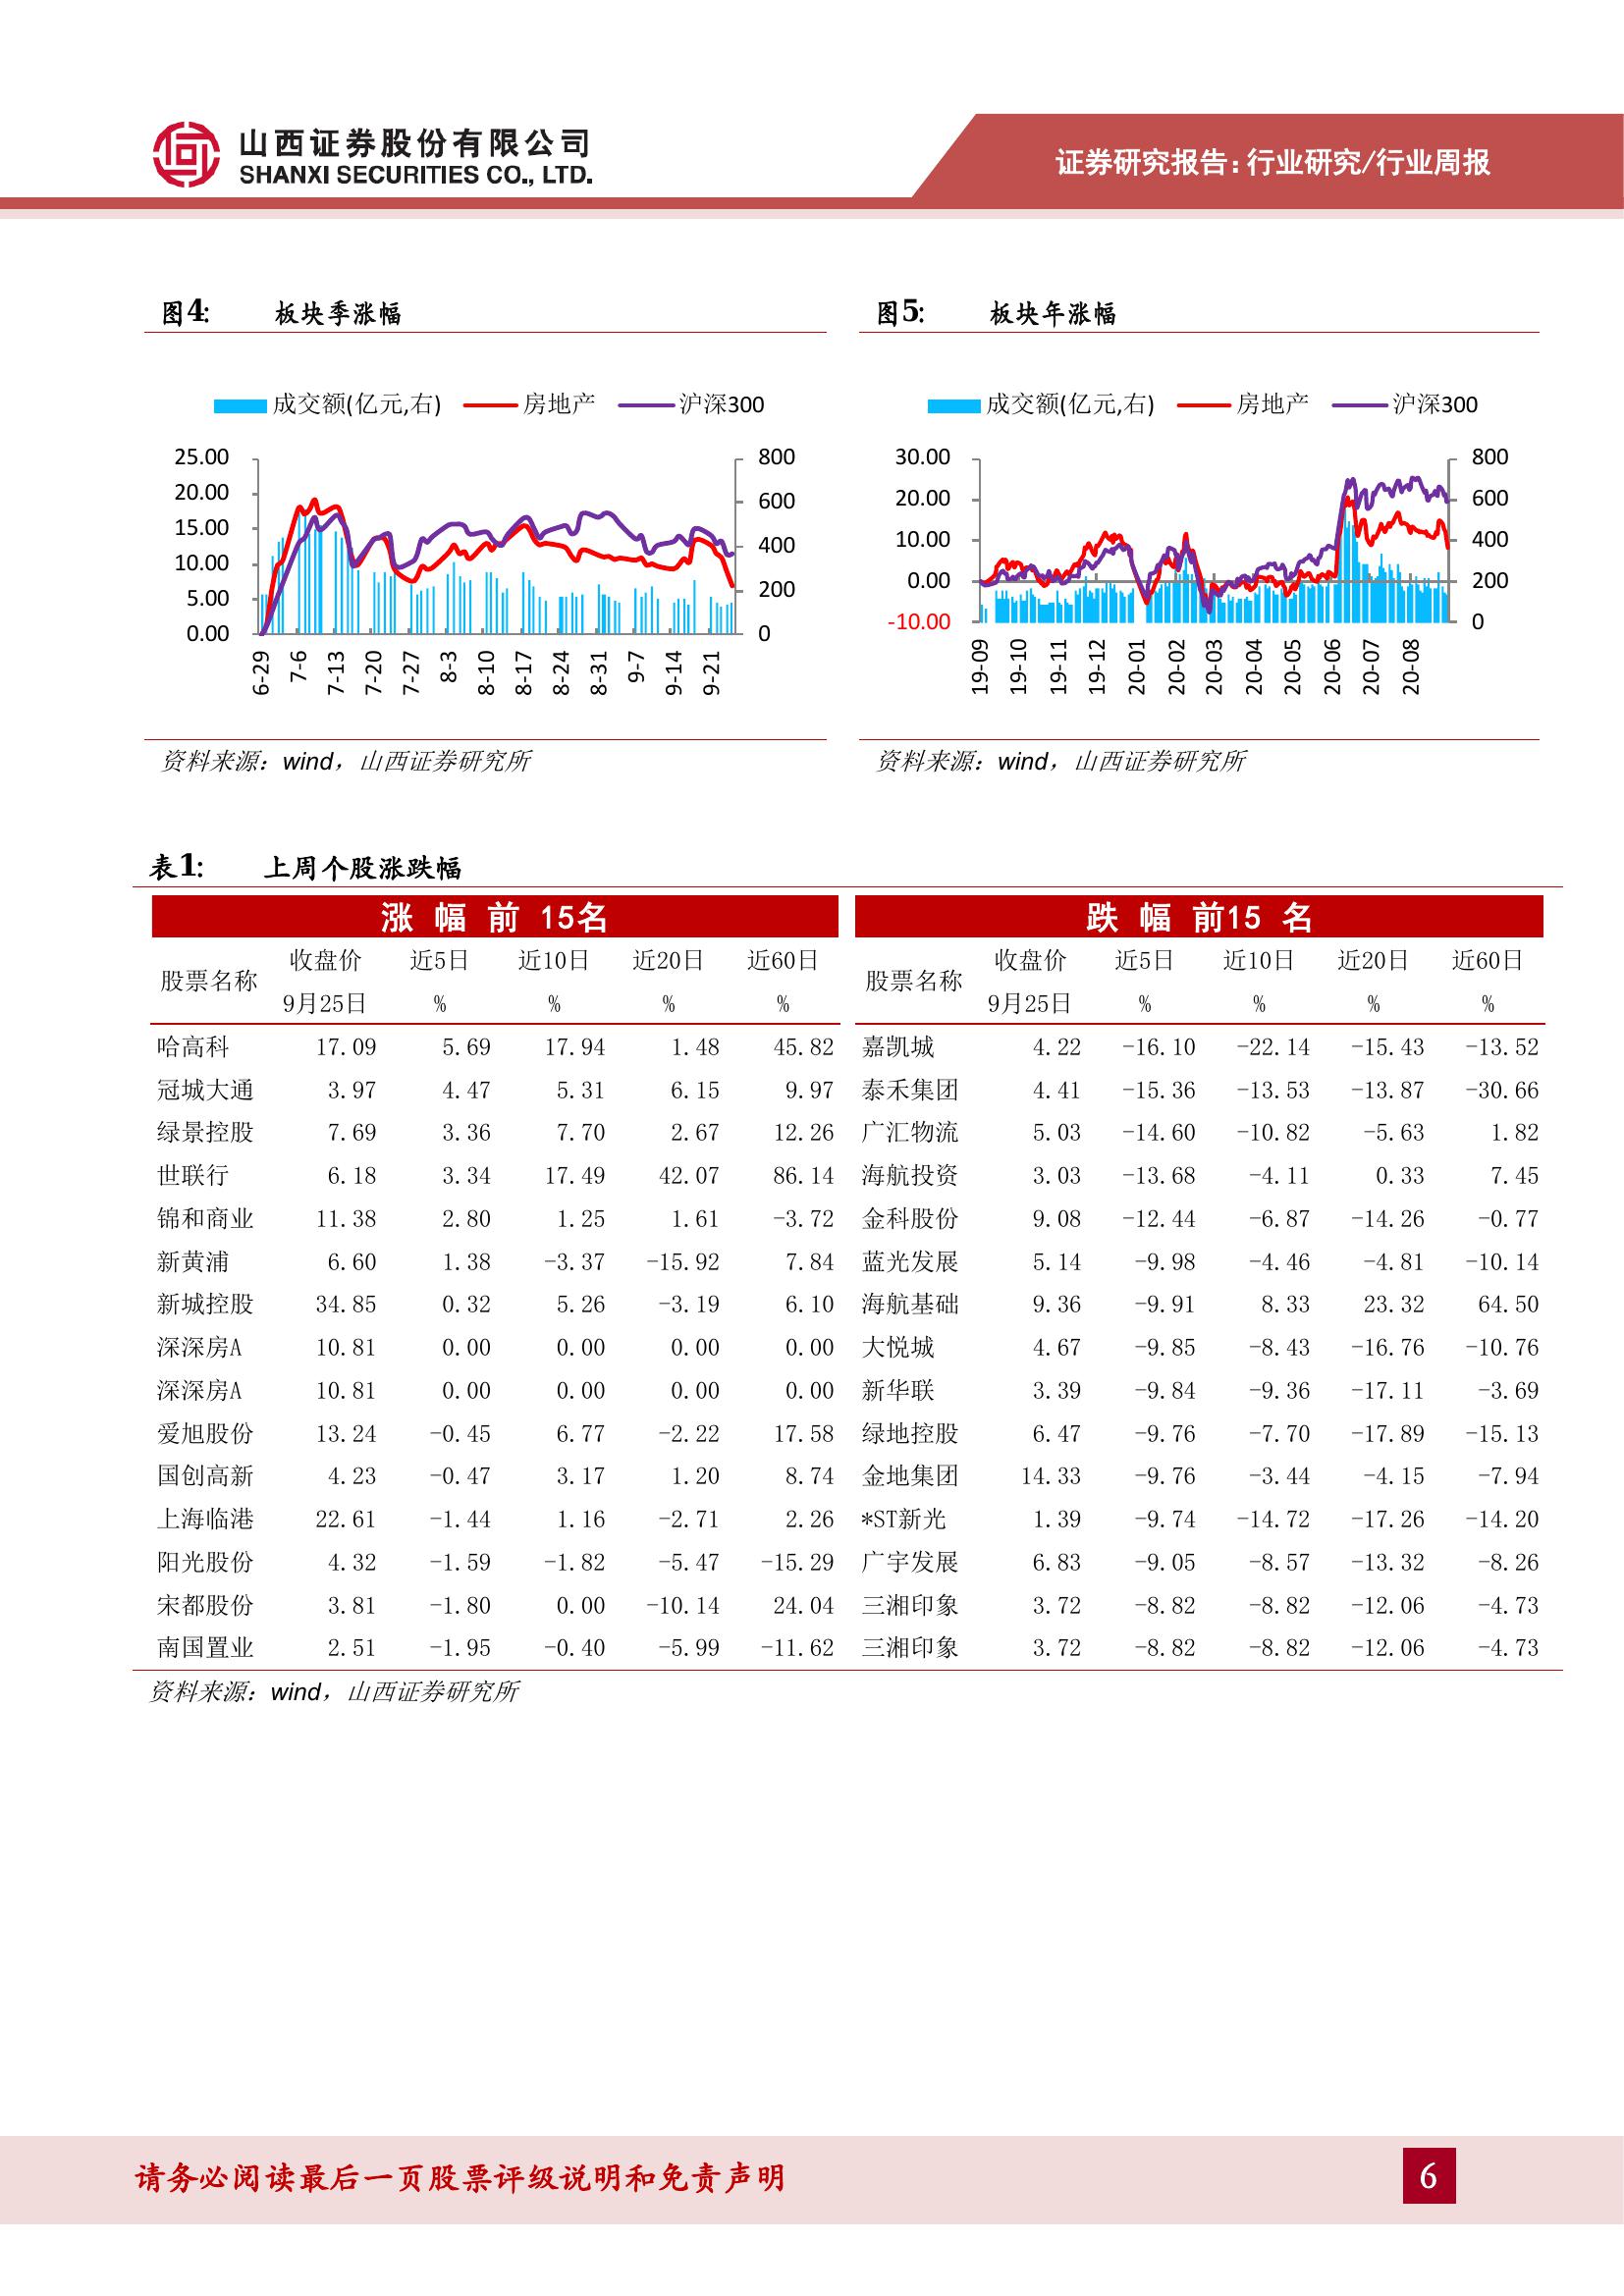 山西证券股份有限公司
SHANXI SECURITIES CO., LTD.
证券研究报告:行业研究/行业周报
图4: 板块季涨幅
成交额(亿元,右) 房地产 沪深300
25.00
20.00
15.00
10.00
5.00
0.00
800
600
400
200
0
6-29 7-6 7-13 7-20 7-27 8-3 8-10 8-17 8-24 8-31 9-7 9-14 9-21
资料来源:wind,山西证券研究所
图5: 板块年涨幅
成交额(亿元,右) 房地产 沪深300
30.00
20.00
10.00
0.00
-10.00
800
600
400
200
0
19-09 19-10 19-11 19-12 20-01 20-02 20-03 20-04 20-05 20-06 20-07 20-08
资料来源:wind,山西证券研究所
表1: 上周个股涨跌幅
涨 幅 前 15名 跌 幅 前15 名
股票名称 收盘价 近5日 近10日 近20日 近60日 股票名称 收盘价 近5日 近10日 近20日 近60日
9月25日 % % % % 9月25日 % % % %
哈高科 17.09 5.69 17.94 1.48 45.82 嘉凯城 4.22 -16.10 -22.14 -15.43 -13.52
冠城大通 3.97 4.47 5.31 6.15 9.97 泰禾集团 4.41 -15.36 -13.53 -13.87 -30.66
绿景控股 7.69 3.36 7.70 2.67 12.26 广汇物流 5.03 -14.60 -10.82 -5.63 1.82
世联行 6.18 3.34 17.49 42.07 86.14 海航投资 3.03 -13.68 -4.11 0.33 7.45
锦和商业 11.38 2.80 1.25 1.61 -3.72 金科股份 9.08 -12.44 -6.87 -14.26 -0.77
新黄浦 6.60 1.38 -3.37 -15.92 7.84 蓝光发展 5.14 -9.98 -4.46 -4.81 -10.14
新城控股 34.85 0.32 5.26 -3.19 6.10 海航基础 9.36 -9.91 8.33 23.32 64.50
深深房A 10.81 0.00 0.00 0.00 0.00 大悦城 4.67 -9.85 -8.43 -16.76 -10.76
深深房A 10.81 0.00 0.00 0.00 0.00 新华联 3.39 -9.84 -9.36 -17.11 -3.69
爱旭股份 13.24 -0.45 6.77 -2.22 17.58 绿地控股 6.47 -9.76 -7.70 -17.89 -15.13
国创高新 4.23 -0.47 3.17 1.20 8.74 金地集团 14.33 -9.76 -3.44 -4.15 -7.94
上海临港 22.61 -1.44 1.16 -2.71 2.26 *ST新光 1.39 -9.74 -14.72 -17.26 -14.20
阳光股份 4.32 -1.59 -1.82 -5.47 -15.29 广宇发展 6.83 -9.05 -8.57 -13.32 -8.26
宋都股份 3.81 -1.80 0.00 -10.14 24.04 三湘印象 3.72 -8.82 -8.82 -12.06 -4.73
南国置业 2.51 -1.95 -0.40 -5.99 -11.62 三湘印象 3.72 -8.82 -8.82 -12.06 -4.73
资料来源:wind,山西证券研究所
请务必阅读最后一页股票评级说明和免责声明
6